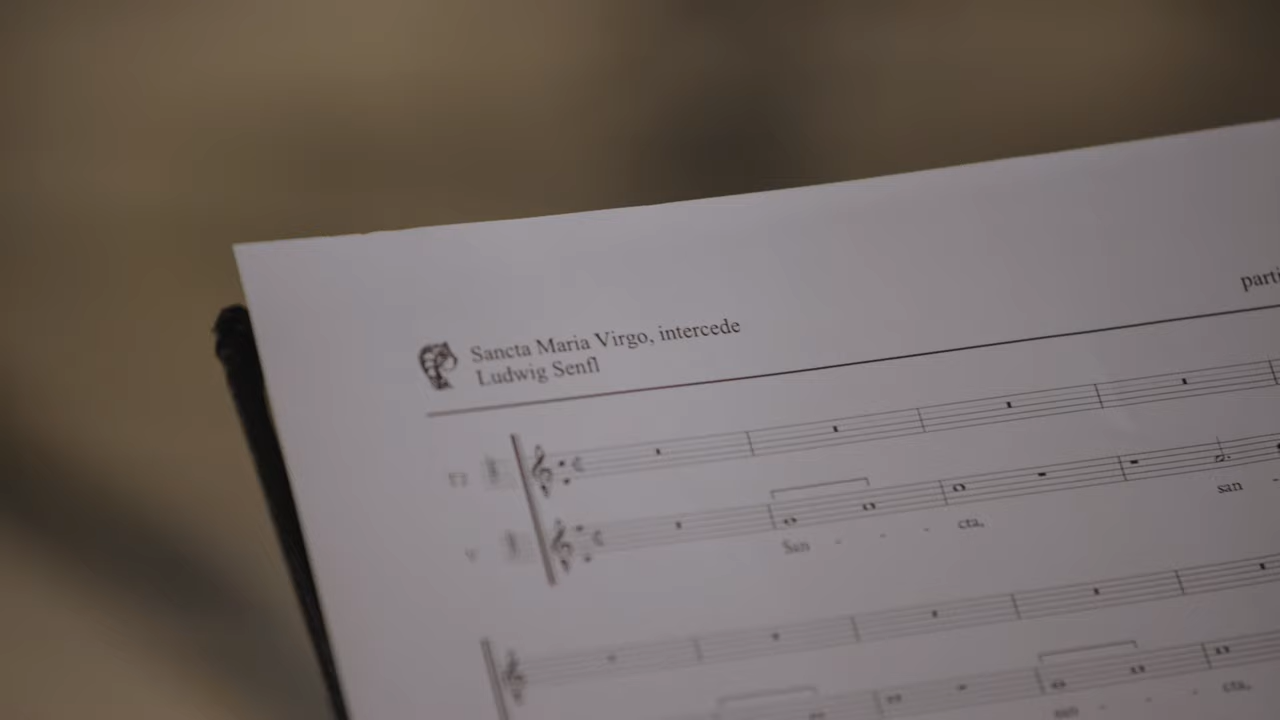 Sancta Maria Virgo, intercede
parti
Ludwig Senfl
San - - - cta, san -
cta,